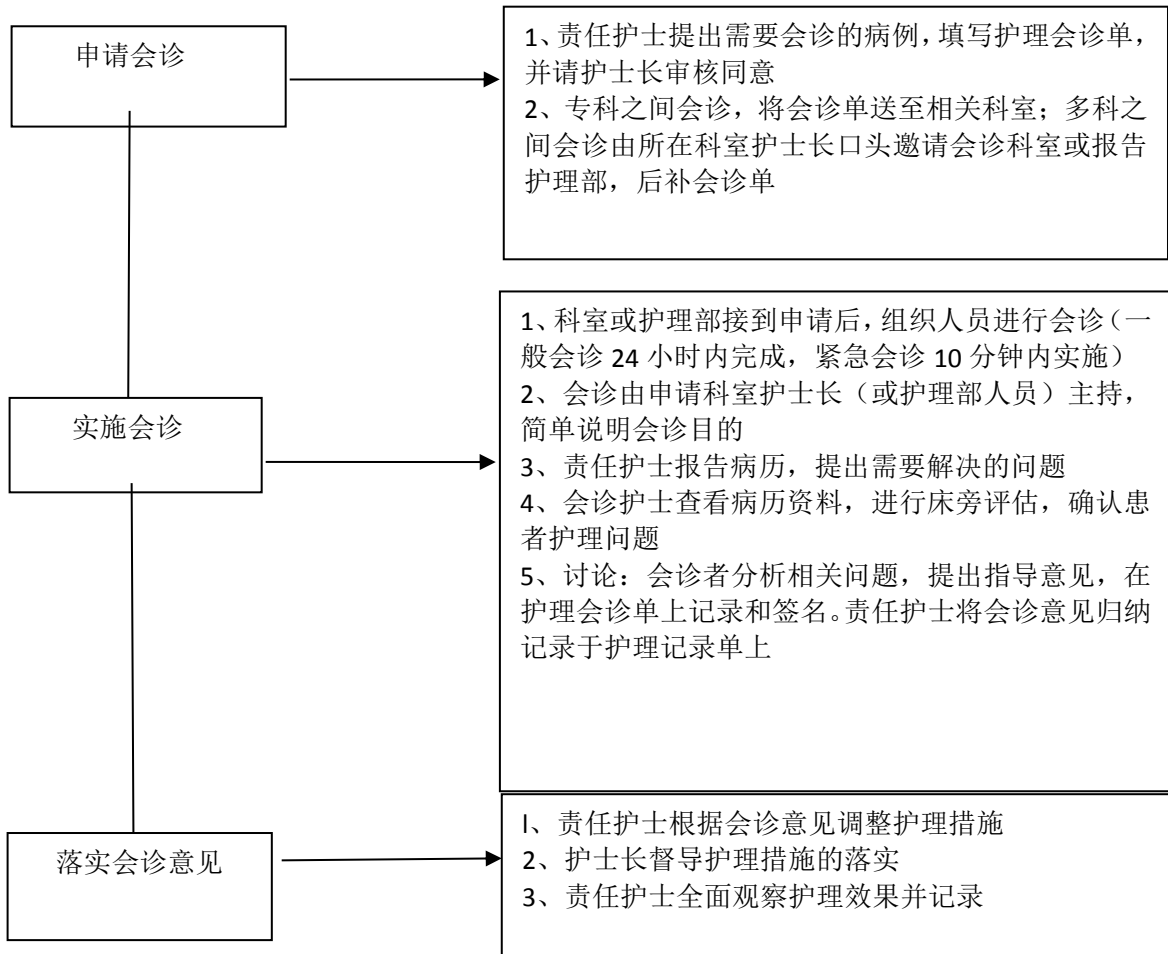 申请会诊
1、责任护士提出需要会诊的病例，填写护理会诊单，
并请护士长审核同意
2、专科之间会诊，将会诊单送至相关科室；多科之
间会诊由所在科室护士长口头邀请会诊科室或报告
护理部，后补会诊单
实施会诊
1、科室或护理部接到申请后，组织人员进行会诊（一
般会诊 24 小时内完成，紧急会诊 10 分钟内实施）
2、会诊由申请科室护士长（或护理部人员）主持，
简单说明会诊目的
3、责任护士报告病历，提出需要解决的问题
4、会诊护士查看病历资料，进行床旁评估，确认患
者护理问题
5、讨论：会诊者分析相关问题，提出指导意见，在
护理会诊单上记录和签名。责任护士将会诊意见归纳
记录于护理记录单上
落实会诊意见
l、责任护士根据会诊意见调整护理措施
2、护士长督导护理措施的落实
3、责任护士全面观察护理效果并记录